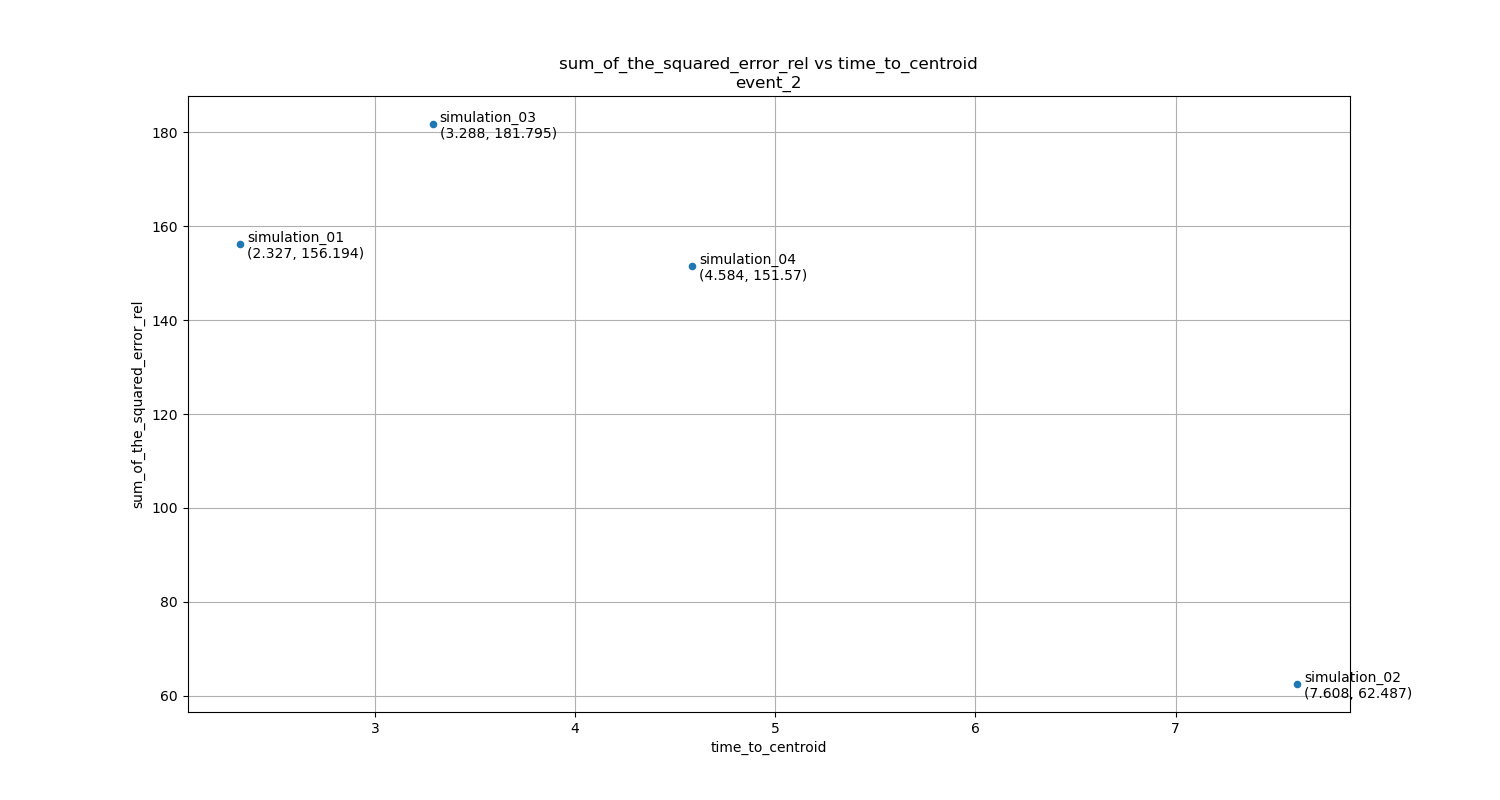 sum_of_the_squared_error_rel vs time_to_centroid
event_2
simulation_03
(3.288, 181.795)
simulation_01
(2.327, 156.194)
simulation_04
(4.584, 151.57)
simulation_02
(7.608, 62.487)
sum_of_the_squared_error_rel
180
160
140
120
100
80
60
3
4
5
6
7
time_to_centroid